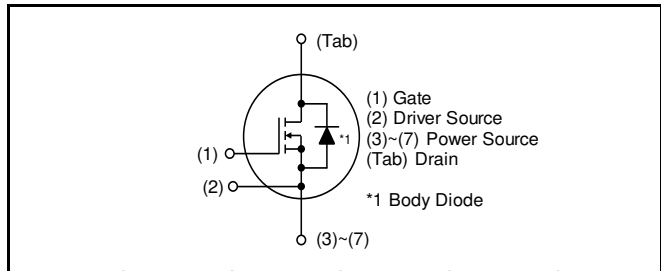 (Tab)
(1) Gate
(2) Driver Source
(3)~(7) Power Source
(Tab) Drain
*1
(1)
(2)
*1 Body Diode
(3)~(7)